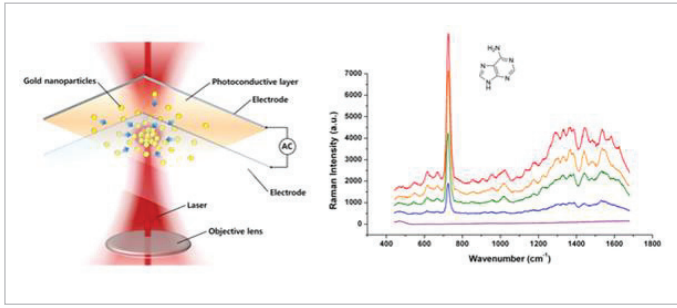 Gold nanoparticles
Photoconductive layer
Electrode
AC
Electrode
Laser
Objective lens
NH₂
N
N
N
N
H
Raman Intensity (a.u.)
7000
6000
5000
4000
3000
2000
1000
0
400 600 800 1000 1200 1400 1600 1800
Wavenumber (cm⁻¹)